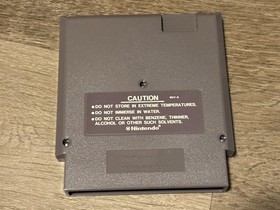 CAUTION REV-A
•DO NOT STORE IN EXTREME TEMPERATURES.
•DO NOT IMMERSE IN WATER.
•DO NOT CLEAN WITH BENZENE, THINNER,
ALCOHOL OR OTHER SUCH SOLVENTS.
®Nintendo®